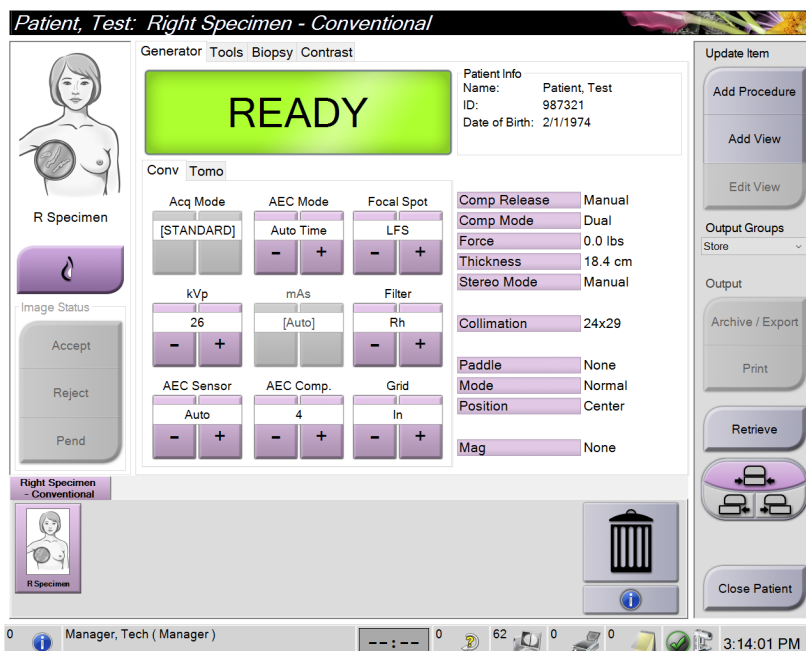 Patient, Test: Right Specimen - Conventional
Generator Tools Biopsy Contrast
READY
Patient Info
Name: Patient, Test
ID: 987321
Date of Birth: 2/1/1974
Conv Tomo
R Specimen
Image Status
Accept
Reject
Pend
Acq Mode AEC Mode Focal Spot
[STANDARD] Auto Time LFS
- + - +
kVp mAs Filter
26 [Auto] Rh
- + - +
AEC Sensor AEC Comp. Grid
Auto 4 In
- + - + - +
Comp Release Manual
Comp Mode Dual
Force 0.0 lbs
Thickness 18.4 cm
Stereo Mode Manual
Collimation 24x29
Paddle None
Mode Normal
Position Center
Mag None
Update Item
Add Procedure
Add View
Edit View
Output Groups
Store
Output
Archive / Export
Print
Retrieve
Close Patient
Right Specimen
- Conventional
R Specimen
0 Manager, Tech ( Manager ) --:-- 0 62 0 0 3:14:01 PM